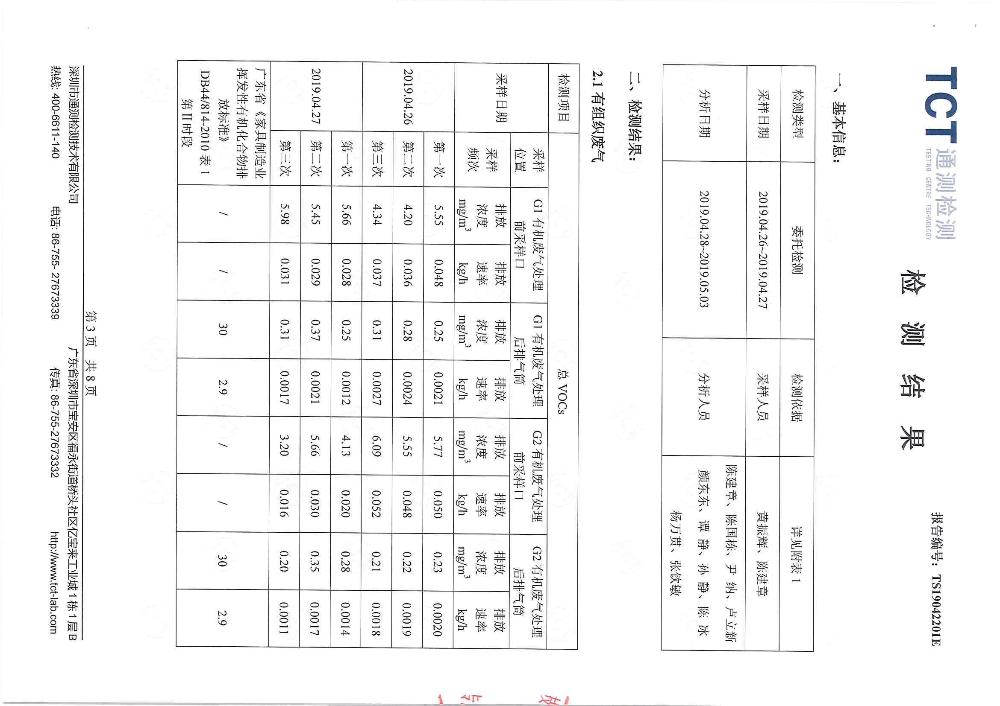 TCT 通测检测
TESTING CENTRE TECHNOLOGY
报告编号：TS19042201E
检 测 结 果
一、基本信息：
检测类型 委托检测 检测依据 详见附表 1
采样日期 2019.04.26~2019.04.27 采样人员 黄振辉、陈建章
分析日期 2019.04.28~2019.05.03 分析人员 陈建章、陈国栋、尹 纳、卢立新
颜东东、谭 静、孙 静、陈 冰
杨万贯、张钦敏
二、检测结果：
2.1 有组织废气
检测项目 总 VOCs
采样日期 采样位置 G1 有机废气处理前采样口 G1 有机废气处理后排气筒 G2 有机废气处理前采样口 G2 有机废气处理后排气筒
采样频次 排放浓度 mg/m³ 排放速率 kg/h 排放浓度 mg/m³ 排放速率 kg/h 排放浓度 mg/m³ 排放速率 kg/h 排放浓度 mg/m³ 排放速率 kg/h
2019.04.26 第一次 5.55 0.048 0.25 0.0021 5.77 0.050 0.23 0.0020
第二次 4.20 0.036 0.28 0.0024 5.55 0.048 0.22 0.0019
第三次 4.34 0.037 0.31 0.0027 6.09 0.052 0.21 0.0018
2019.04.27 第一次 5.66 0.028 0.25 0.0012 4.13 0.020 0.28 0.0014
第二次 5.45 0.029 0.37 0.0021 5.66 0.030 0.35 0.0017
第三次 5.98 0.031 0.31 0.0017 3.20 0.016 0.20 0.0011
广东省《家具制造业
挥发性有机化合物排
放标准》
DB44/814-2010 表 1
第 II 时段
/ / 30 2.9 / / 30 2.9
第 3 页 共 8 页
深圳市通测检测技术有限公司 广东省深圳市宝安区福永街道桥头社区亿宝来工业城 1 栋 1 层 B
热线: 400-6611-140 电话: 86-755- 27673339 传真: 86-755-27673332 http://www.tct-lab.com